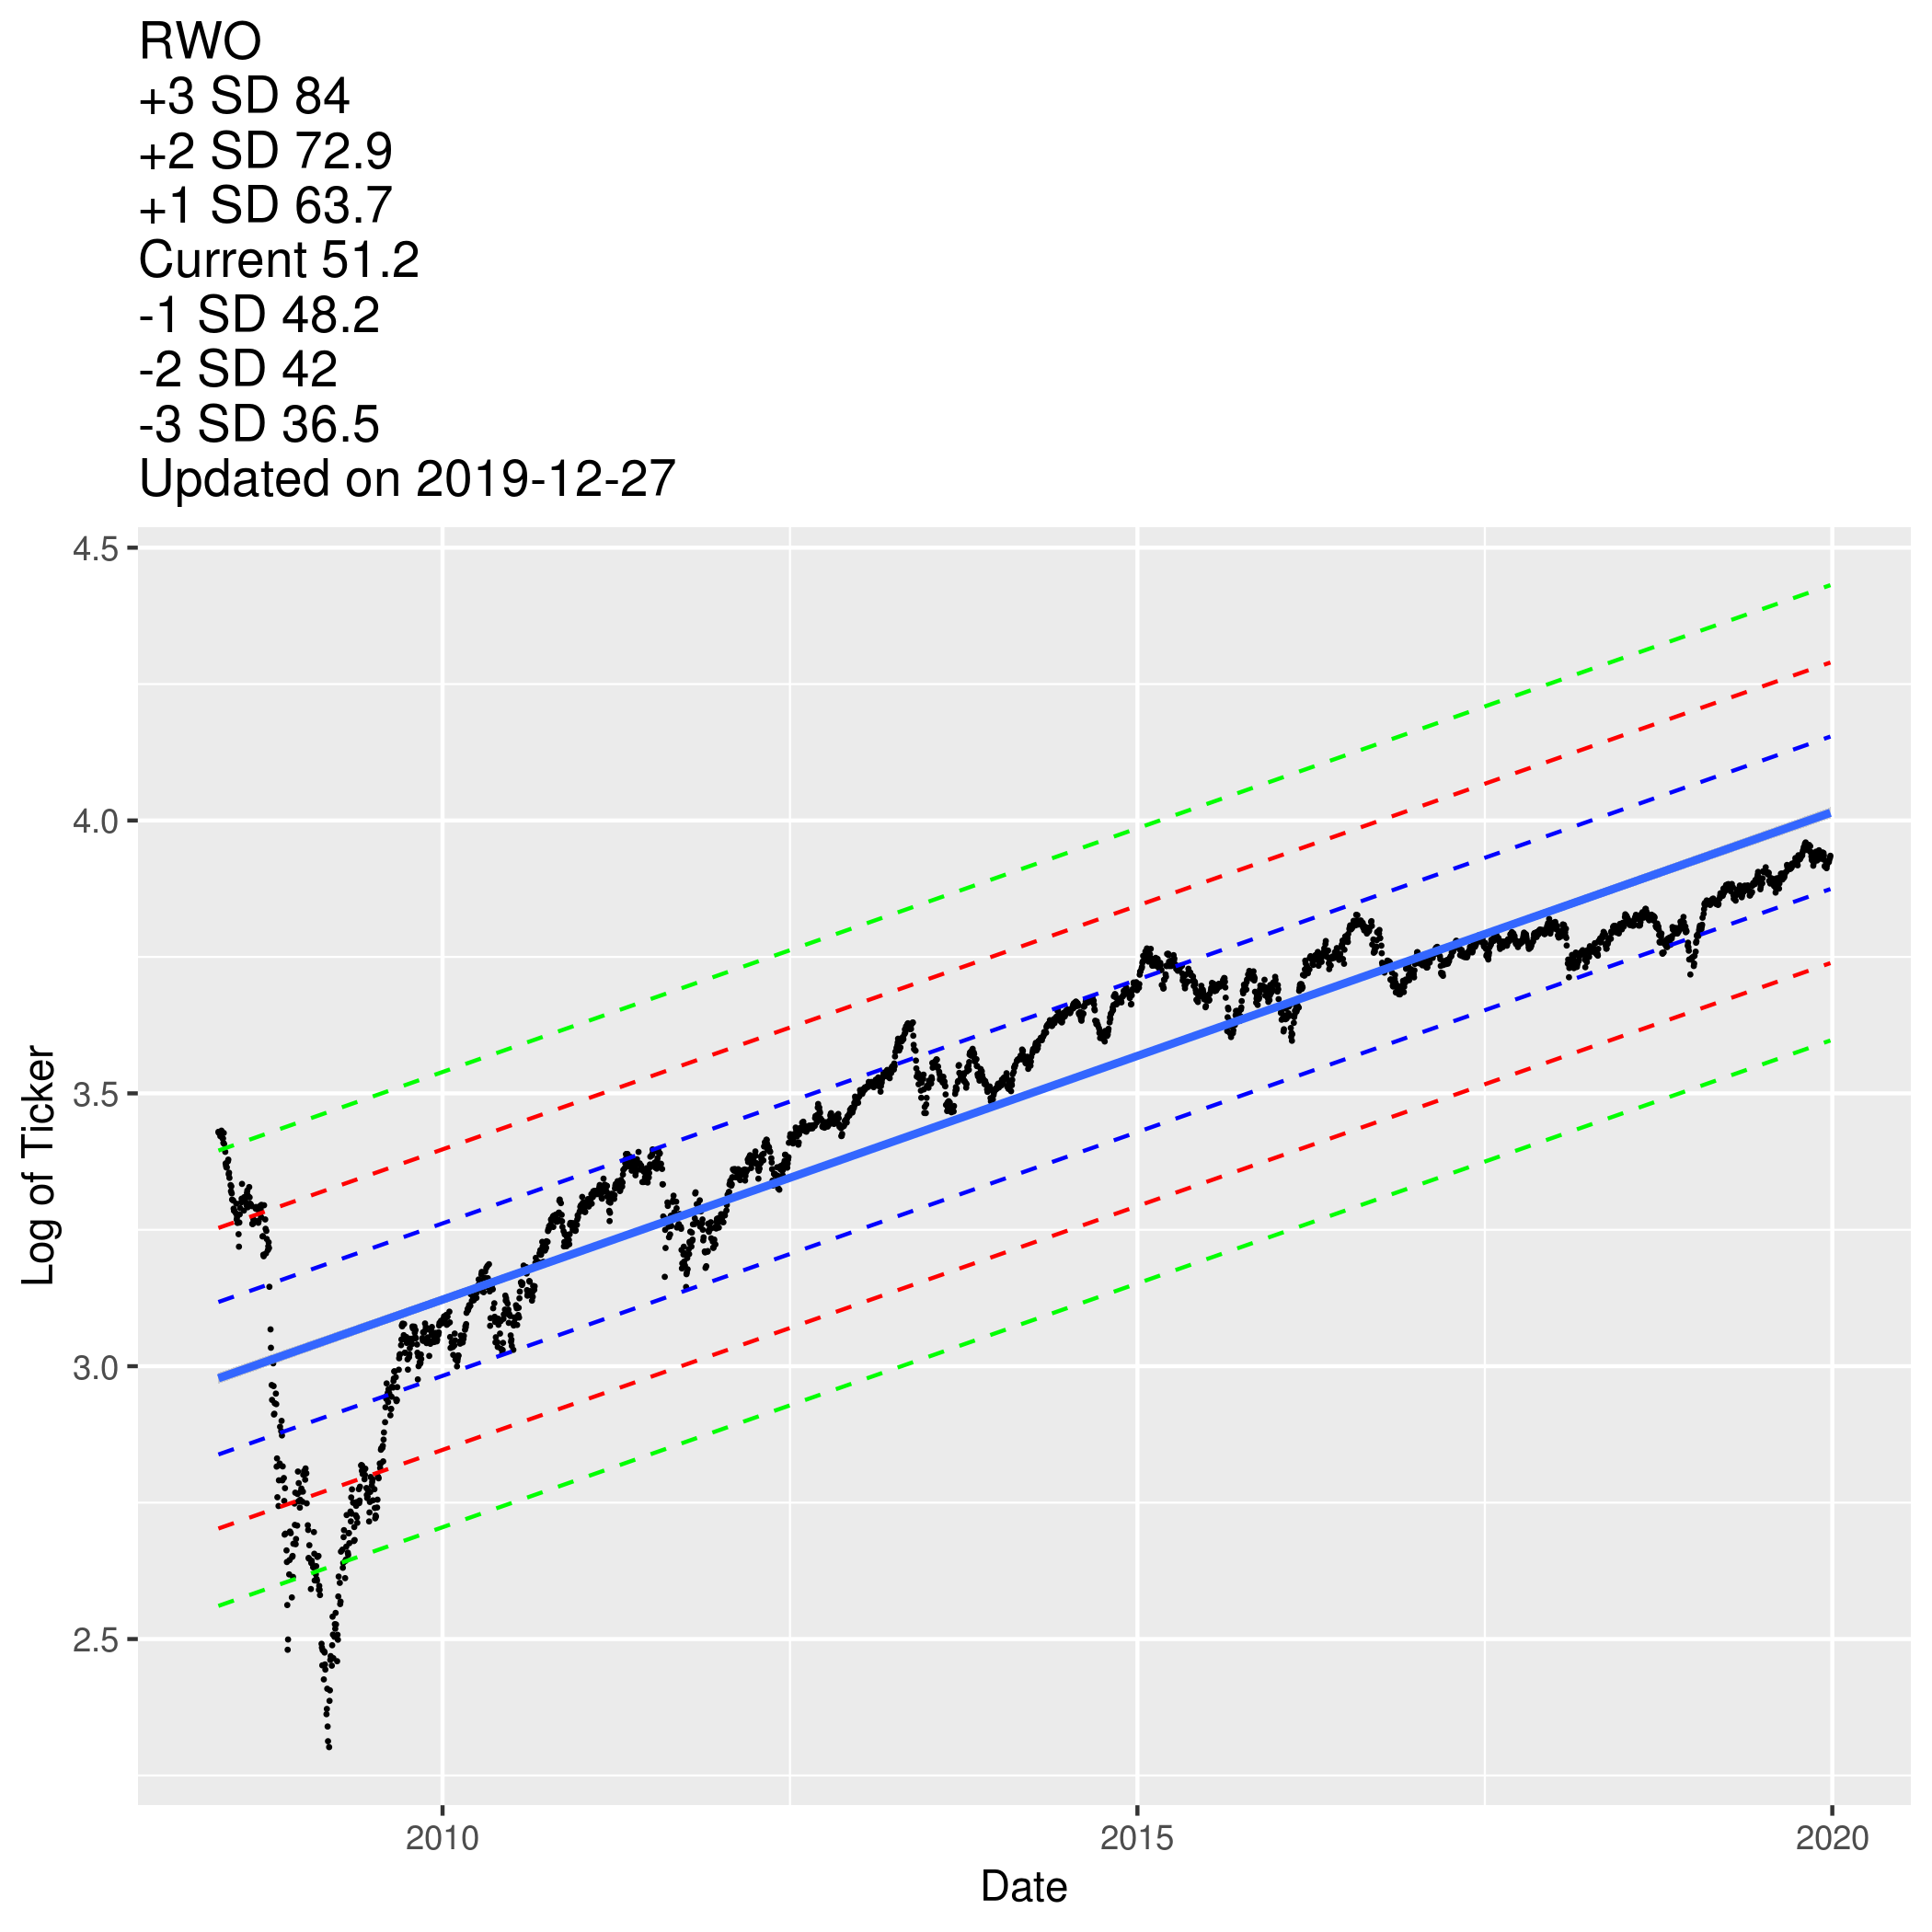 RWO
+3 SD 84
+2 SD 72.9
+1 SD 63.7
Current 51.2
-1 SD 48.2
-2 SD 42
-3 SD 36.5
Updated on 2019-12-27
4.5
4.0
3.5
3.0
2.5
Log of Ticker
2010 2015 2020
Date